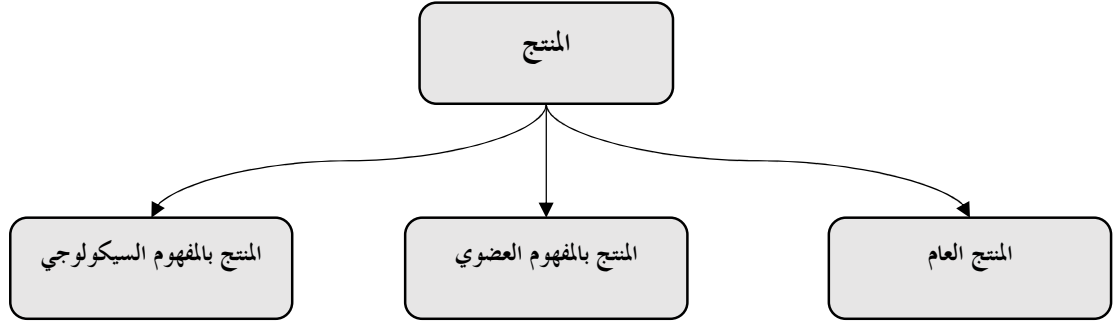 المنتج
المنتج العام
المنتج بالمفهوم العضوي
المنتج بالمفهوم السيكولوجي